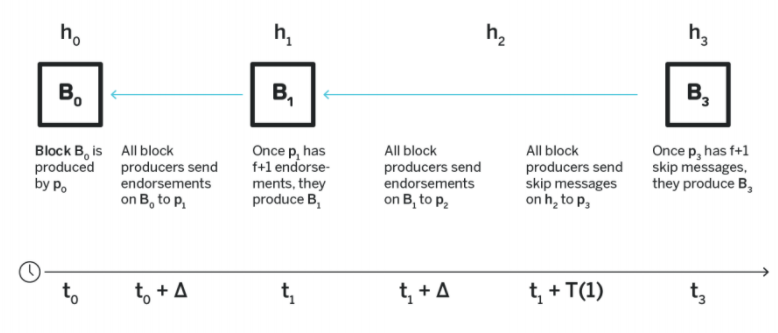 h₀ h₁ h₂ h₃
B₀ B₁ B₃
Block B₀ is
produced
by p₀
All block
producers send
endorsements
on B₀ to p₁
Once p₁ has
f+1 endorse-
ments, they
produce B₁
All block
producers send
endorsements
on B₁ to p₂
All block
producers send
skip messages
on h₂ to p₃
Once p₃ has f+1
skip messages,
they produce B₃
t₀ t₀ + Δ t₁ t₁ + Δ t₁ + T(1) t₃